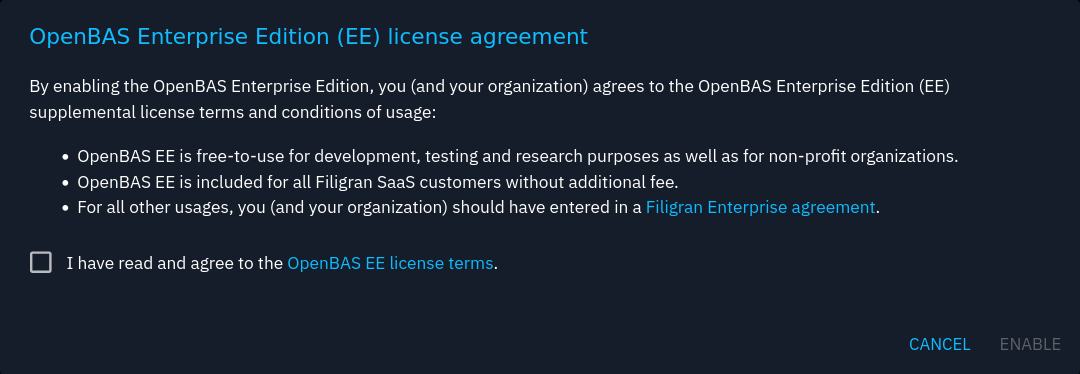 OpenBAS Enterprise Edition (EE) license agreement
By enabling the OpenBAS Enterprise Edition, you (and your organization) agrees to the OpenBAS Enterprise Edition (EE)
supplemental license terms and conditions of usage:
• OpenBAS EE is free-to-use for development, testing and research purposes as well as for non-profit organizations.
• OpenBAS EE is included for all Filigran SaaS customers without additional fee.
• For all other usages, you (and your organization) should have entered in a Filigran Enterprise agreement.
I have read and agree to the OpenBAS EE license terms.
CANCEL ENABLE